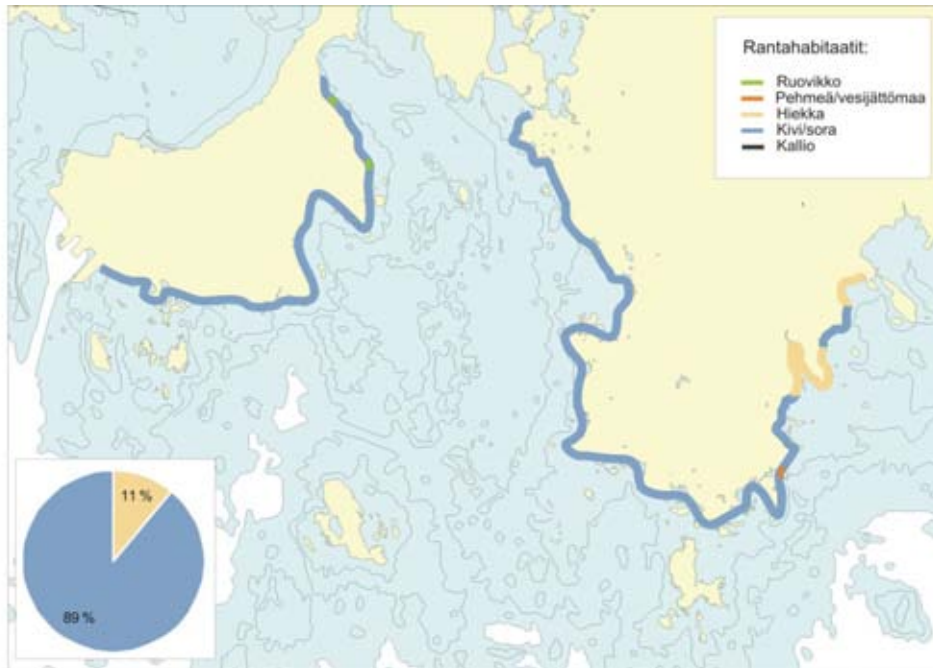 Rantahabitaatit:
Ruovikko
Pehmeä/vesijättömaa
Hiekka
Kivi/sora
Kallio
11 %
89 %